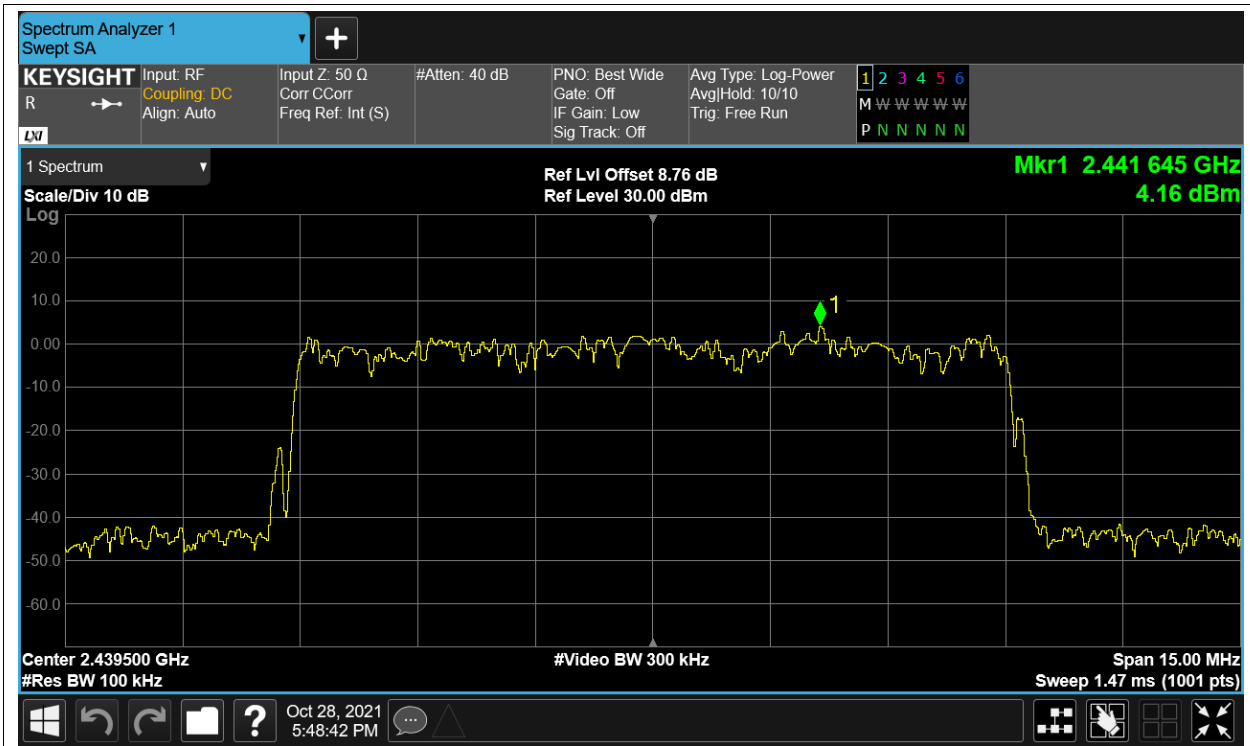 Spectrum Analyzer 1
Swept SA
KEYSIGHT
R
LXI
Input: RF
Coupling: DC
Align: Auto
Input Z: 50 Ω
Corr CCorr
Freq Ref: Int (S)
#Atten: 40 dB
PNO: Best Wide
Gate: Off
IF Gain: Low
Sig Track: Off
Avg Type: Log-Power
Avg|Hold: 10/10
Trig: Free Run
1 2 3 4 5 6
M W W W W W W
P N N N N N
1 Spectrum
Scale/Div 10 dB
Ref Lvl Offset 8.76 dB
Ref Level 30.00 dBm
Mkr1 2.441 645 GHz
4.16 dBm
Log
20.0
10.0
0.00
-10.0
-20.0
-30.0
-40.0
-50.0
-60.0
1
Center 2.439500 GHz
#Res BW 100 kHz
#Video BW 300 kHz
Span 15.00 MHz
Sweep 1.47 ms (1001 pts)
?
Oct 28, 2021
5:48:42 PM